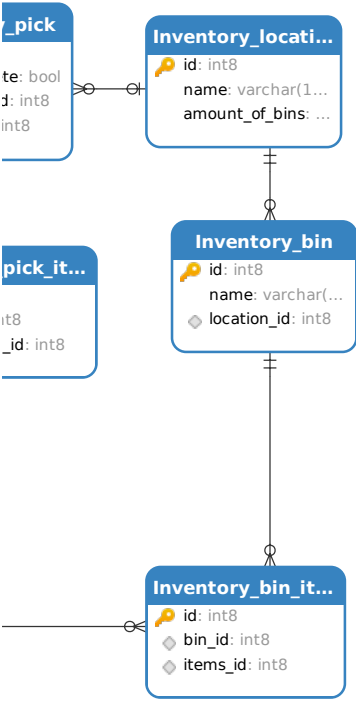 y_pick
te: bool
d: int8
int8
Inventory_locati...
id: int8
name: varchar(1...
amount_of_bins: ...
Inventory_bin
id: int8
name: varchar(...
location_id: int8
pick_it...
nt8
_id: int8
Inventory_bin_it...
id: int8
bin_id: int8
items_id: int8